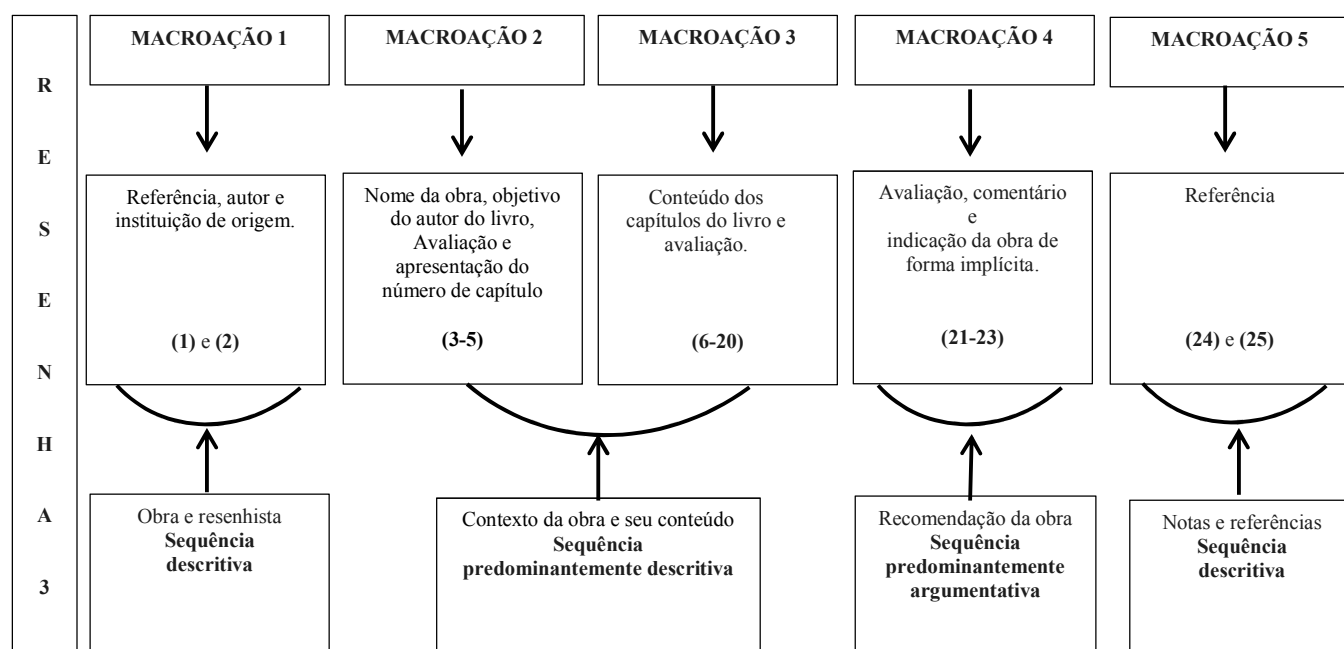 R
E
S
E
N
H
A
3
MACROAÇÃO 1
MACROAÇÃO 2
MACROAÇÃO 3
MACROAÇÃO 4
MACROAÇÃO 5
Referência, autor e
instituição de origem.
(1) e (2)
Nome da obra, objetivo
do autor do livro,
Avaliação e
apresentação do
número de capítulo
(3-5)
Conteúdo dos
capítulos do livro e
avaliação.
(6-20)
Avaliação, comentário
e
indicação da obra de
forma implícita.
(21-23)
Referência
(24) e (25)
Obra e resenhista
Sequência
descritiva
Contexto da obra e seu conteúdo
Sequência
predominantemente descritiva
Recomendação da obra
Sequência
predominantemente
argumentativa
Notas e referências
Sequência
descritiva